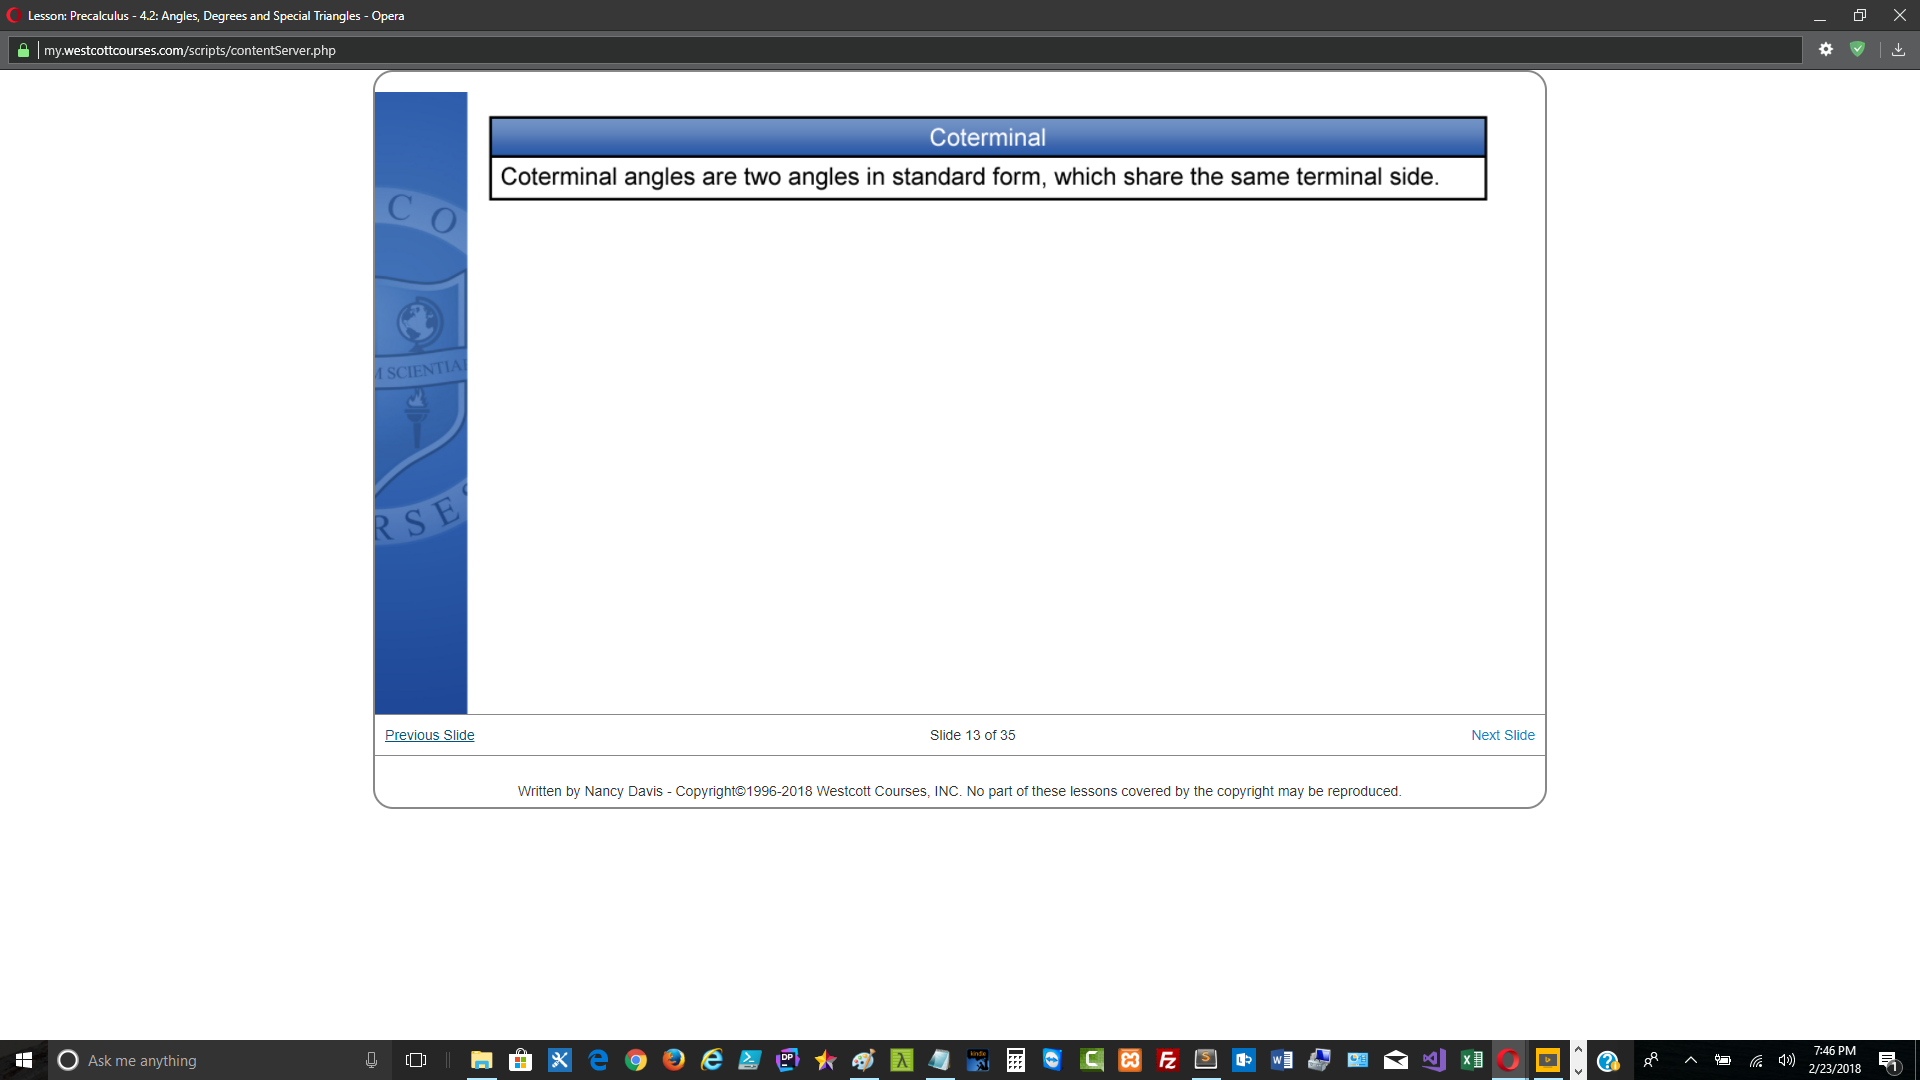 Lesson: Precalculus - 4.2: Angles, Degrees and Special Triangles - Opera
my.westcottcourses.com/scripts/contentServer.php
Coterminal
Coterminal angles are two angles in standard form, which share the same terminal side.
C O
M SCIENTIA
RSES
Previous Slide
Slide 13 of 35
Next Slide
Written by Nancy Davis - Copyright©1996-2018 Westcott Courses, INC. No part of these lessons covered by the copyright may be reproduced.
Ask me anything
7:46 PM
2/23/2018
1